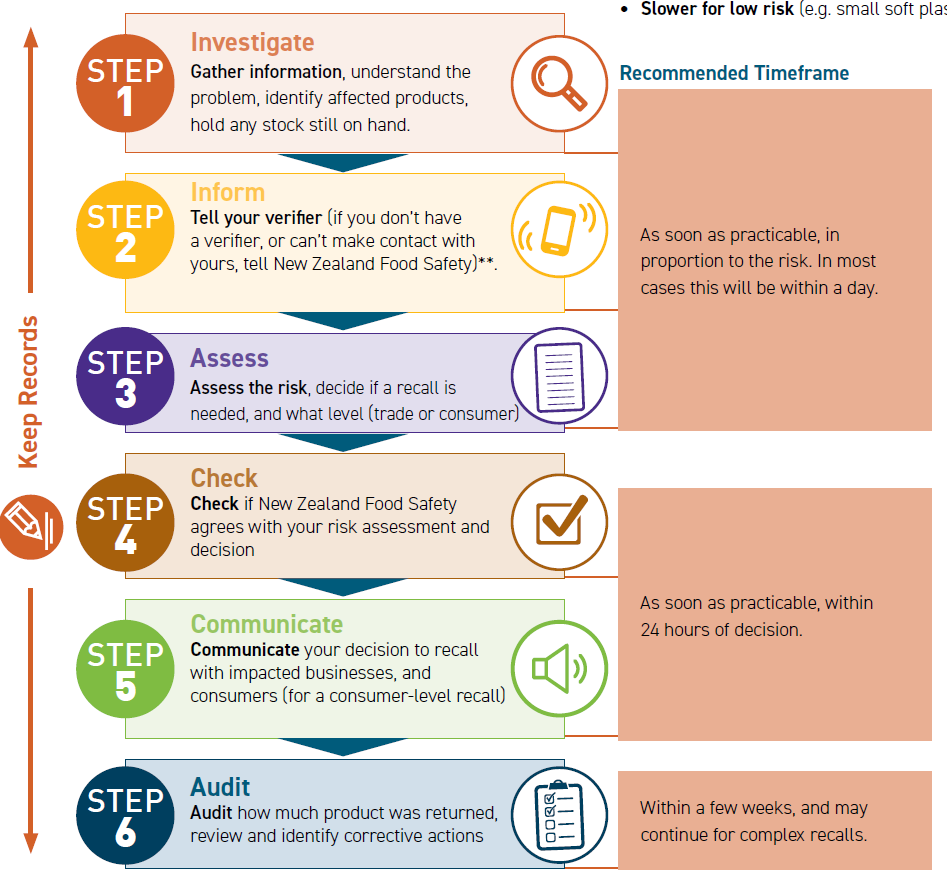 • Slower for low risk (e.g. small soft plas
Recommended Timeframe
Keep Records
STEP
1
Investigate
Gather information, understand the
problem, identify affected products,
hold any stock still on hand.
STEP
2
Inform
Tell your verifier (if you don't have
a verifier, or can't make contact with
yours, tell New Zealand Food Safety)**.
STEP
3
Assess
Assess the risk, decide if a recall is
needed, and what level (trade or consumer)
As soon as practicable, in
proportion to the risk. In most
cases this will be within a day.
STEP
4
Check
Check if New Zealand Food Safety
agrees with your risk assessment and
decision
STEP
5
Communicate
Communicate your decision to recall
with impacted businesses, and
consumers (for a consumer-level recall)
As soon as practicable, within
24 hours of decision.
STEP
6
Audit
Audit how much product was returned,
review and identify corrective actions
Within a few weeks, and may
continue for complex recalls.